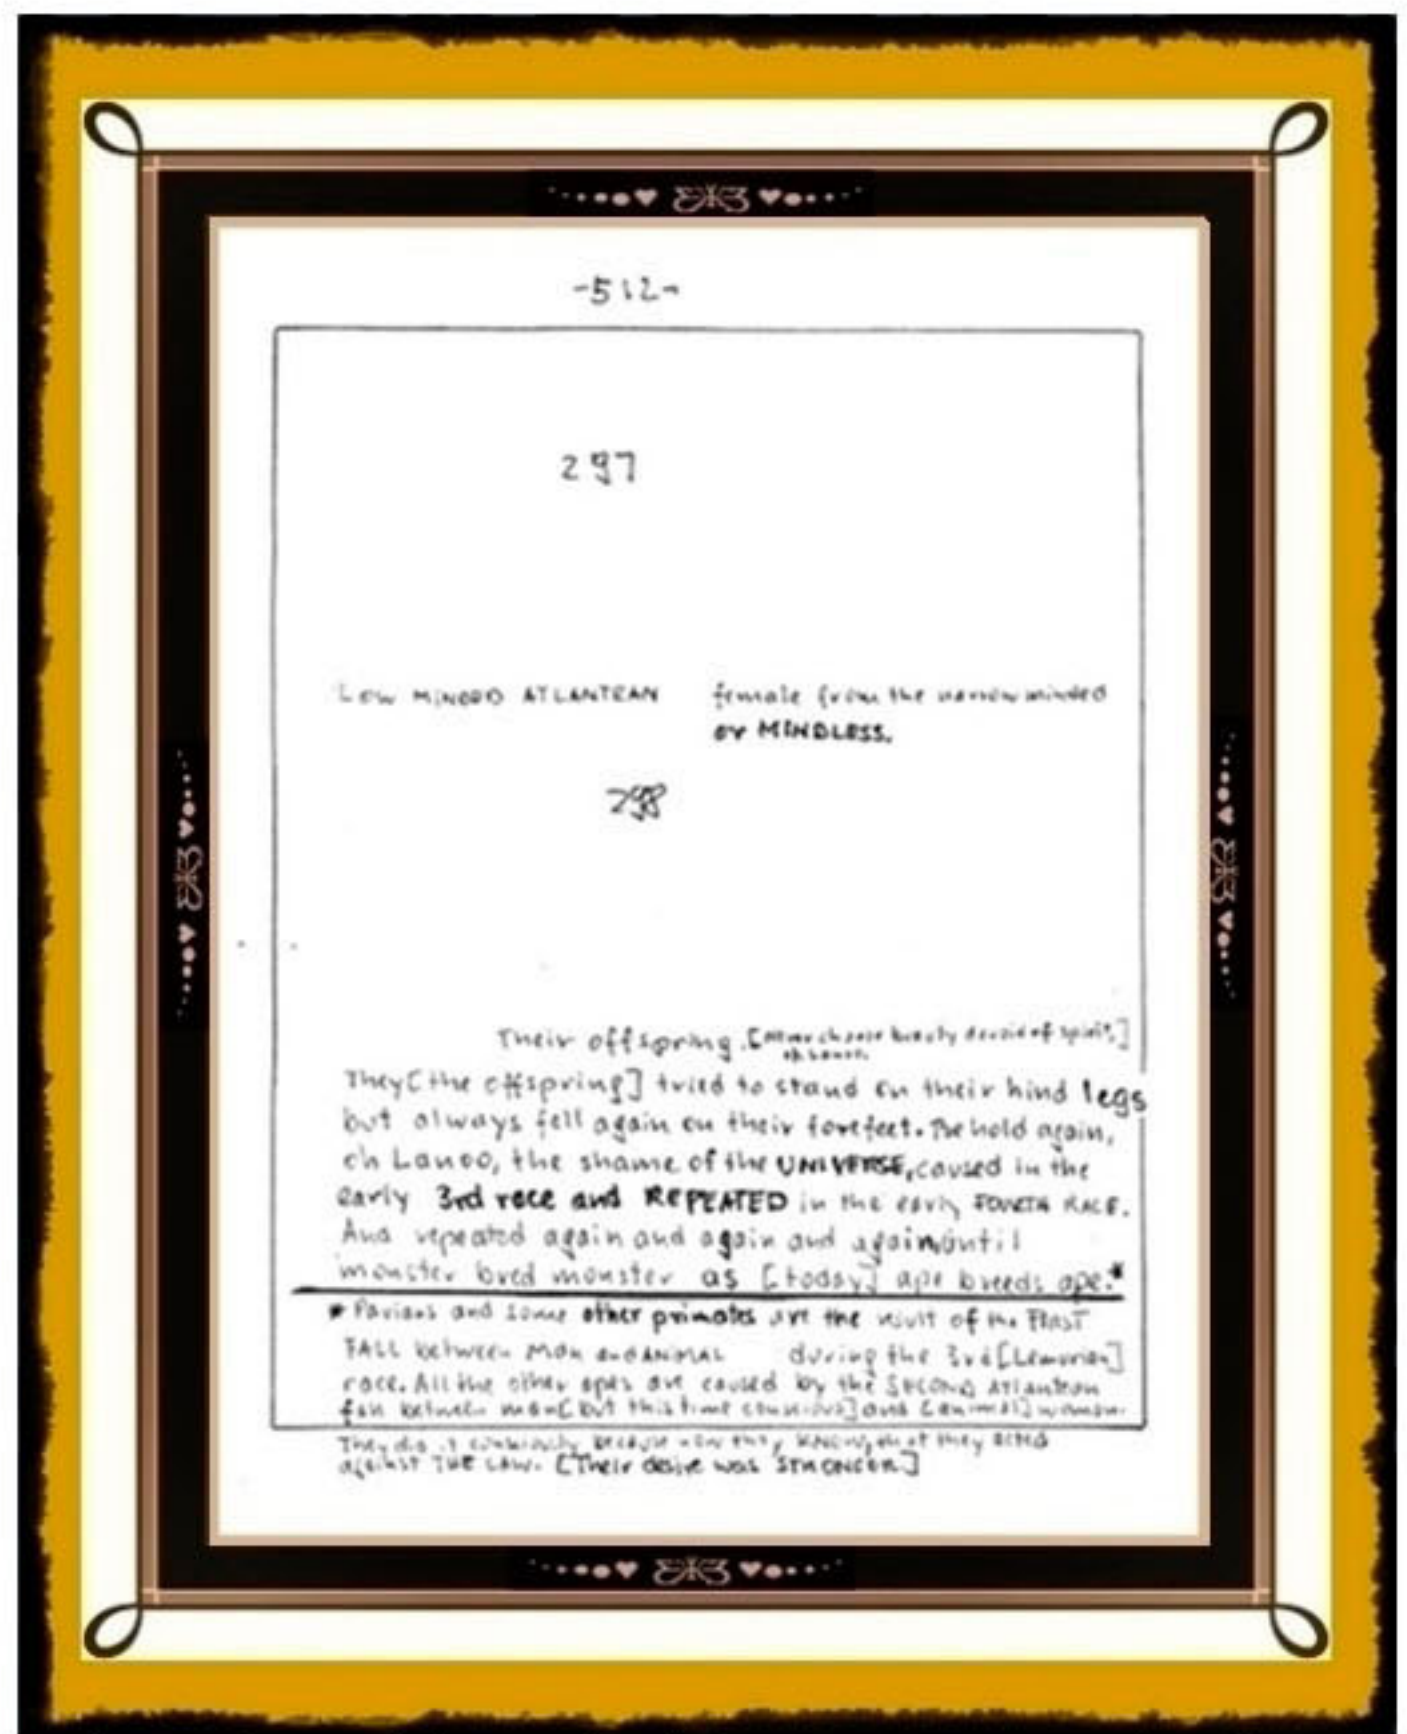 -512-
297
LOW MINDED ATLANTEAN female from the narrow minded
or MINDLESS.
298
Their offspring. [ devoid of spirit.]
They [the offspring] tried to stand on their hind legs
but always fell again on their forefeet. Behold again,
oh Lanoo, the shame of the UNIVERSE, caused in the
early 3rd race and REPEATED in the early FOURTH RACE.
And repeated again and again and again, until
monster bred monster as [today] ape breeds ape.*
* Pavians and some other primates are the result of the FIRST
FALL between MAN and ANIMAL during the 3rd [Lemurian]
race. All the other apes are caused by the SECOND Atlantean
fall between man [but this time conscious] and [animal] woman.
They did it consciously because now they KNOW, that they acted
against THE LAW. [Their desire was STRONGER]